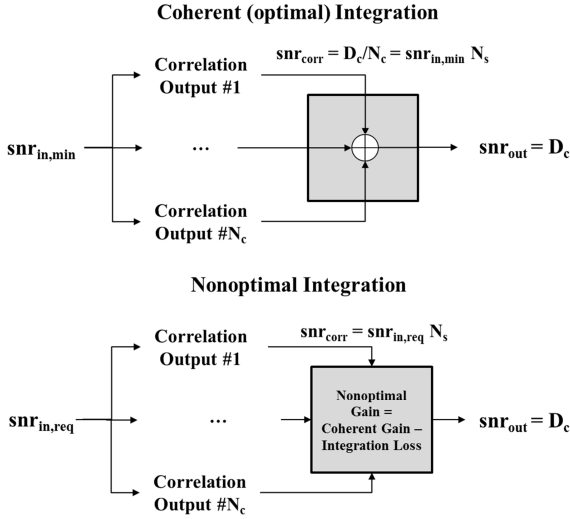 Coherent (optimal) Integration
snr_corr = D_c/N_c = snr_in,min N_s
Correlation
Output #1
snr_in,min
...
snr_out = D_c
Correlation
Output #N_c
Nonoptimal Integration
snr_corr = snr_in,req N_s
Correlation
Output #1
Nonoptimal
Gain =
Coherent Gain –
Integration Loss
snr_in,req
...
snr_out = D_c
Correlation
Output #N_c